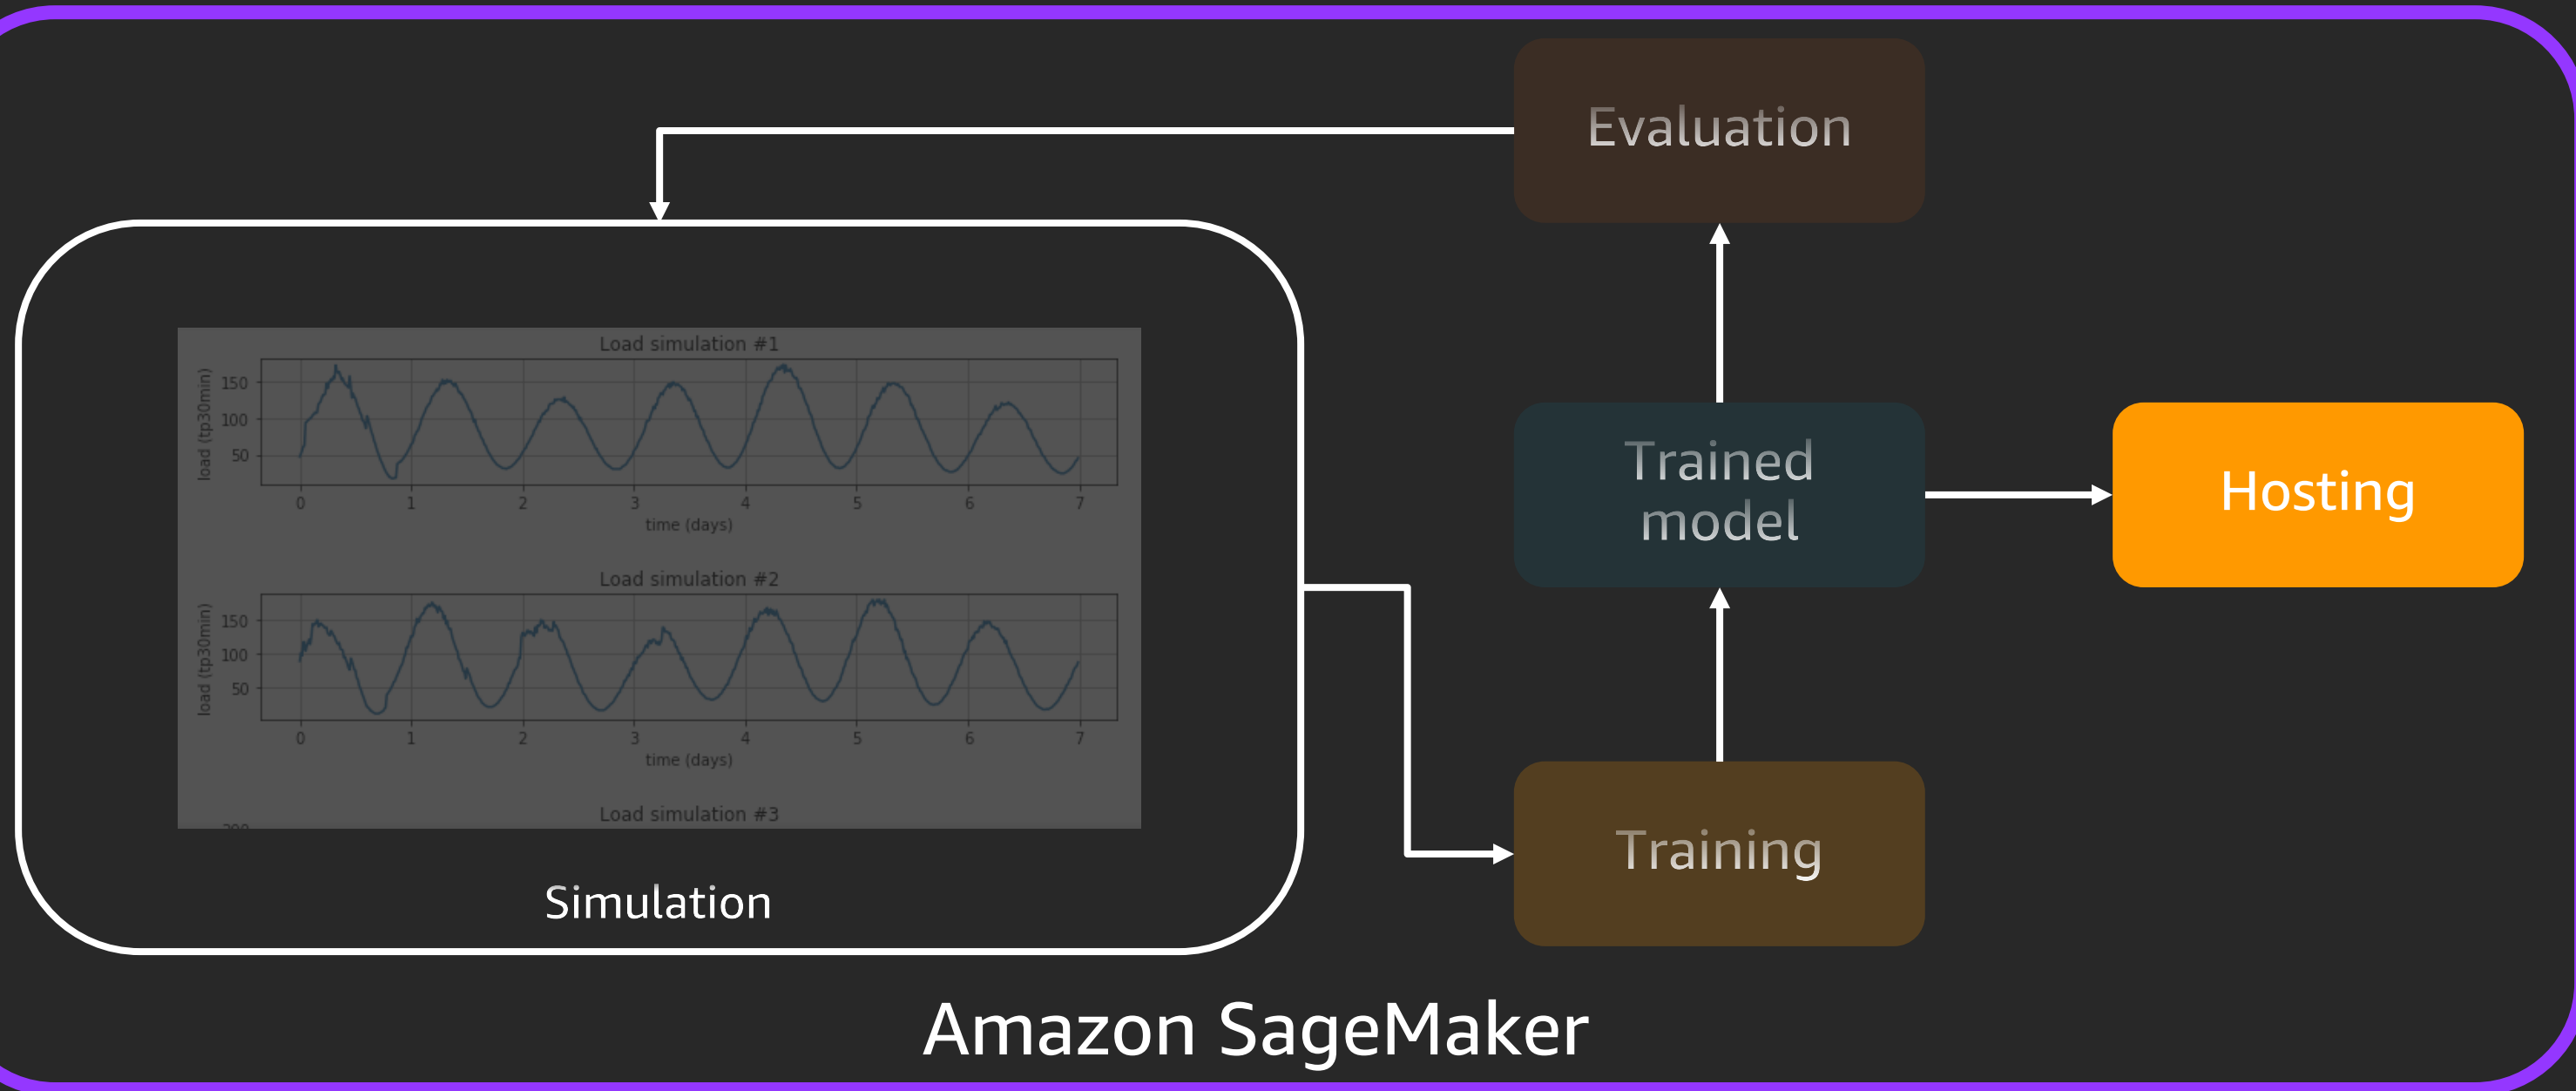 Evaluation
Load simulation #1
load (tp30min)
150
100
50
0 1 2 3 4 5 6 7
time (days)
Load simulation #2
load (tp30min)
150
100
50
0 1 2 3 4 5 6 7
time (days)
Load simulation #3
200
Simulation
Trained
model
Hosting
Training
Amazon SageMaker